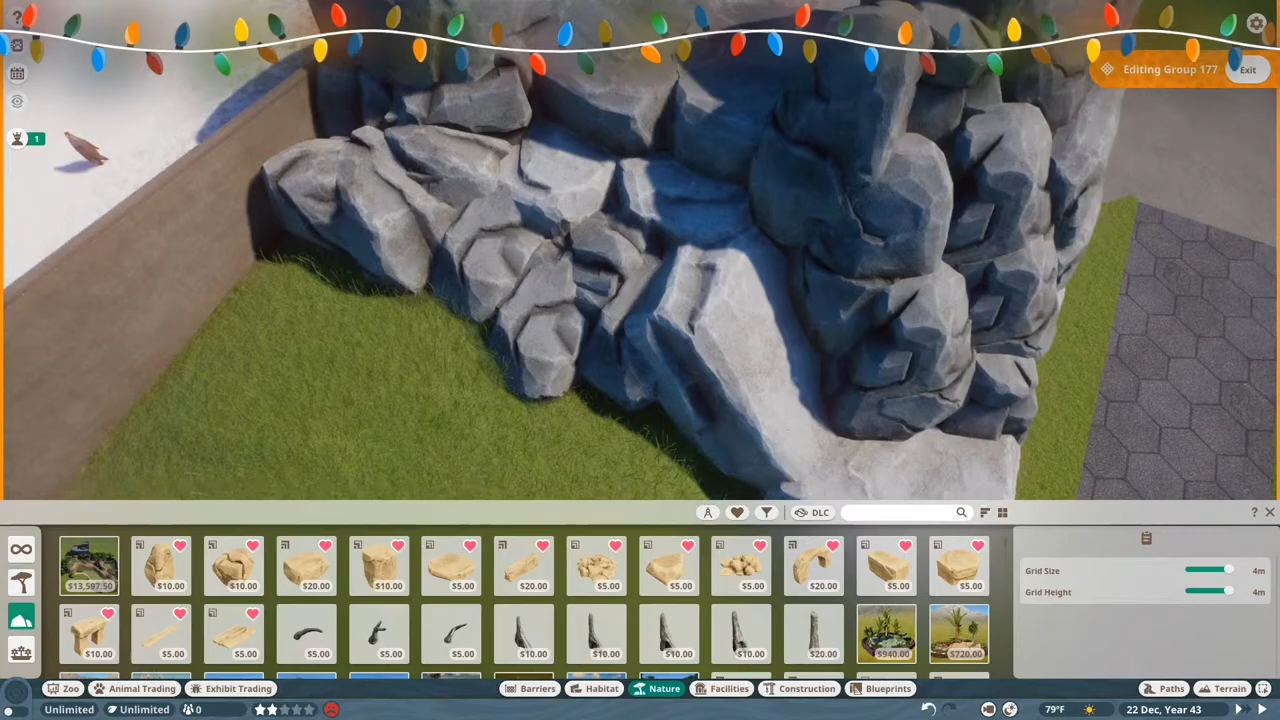 ?
Editing Group 177
Exit
1
DLC
?
$13,597.50
$10.00
$10.00
$20.00
$10.00
$5.00
$20.00
$5.00
$5.00
$5.00
$20.00
$5.00
$5.00
Grid Size
4m
Grid Height
4m
$10.00
$5.00
$5.00
$5.00
$5.00
$5.00
$10.00
$10.00
$10.00
$10.00
$20.00
$940.00
$720.00
Zoo
Animal Trading
Exhibit Trading
Barriers
Habitat
Nature
Facilities
Construction
Blueprints
Paths
Terrain
Unlimited
Unlimited
0
79°F
22 Dec, Year 43